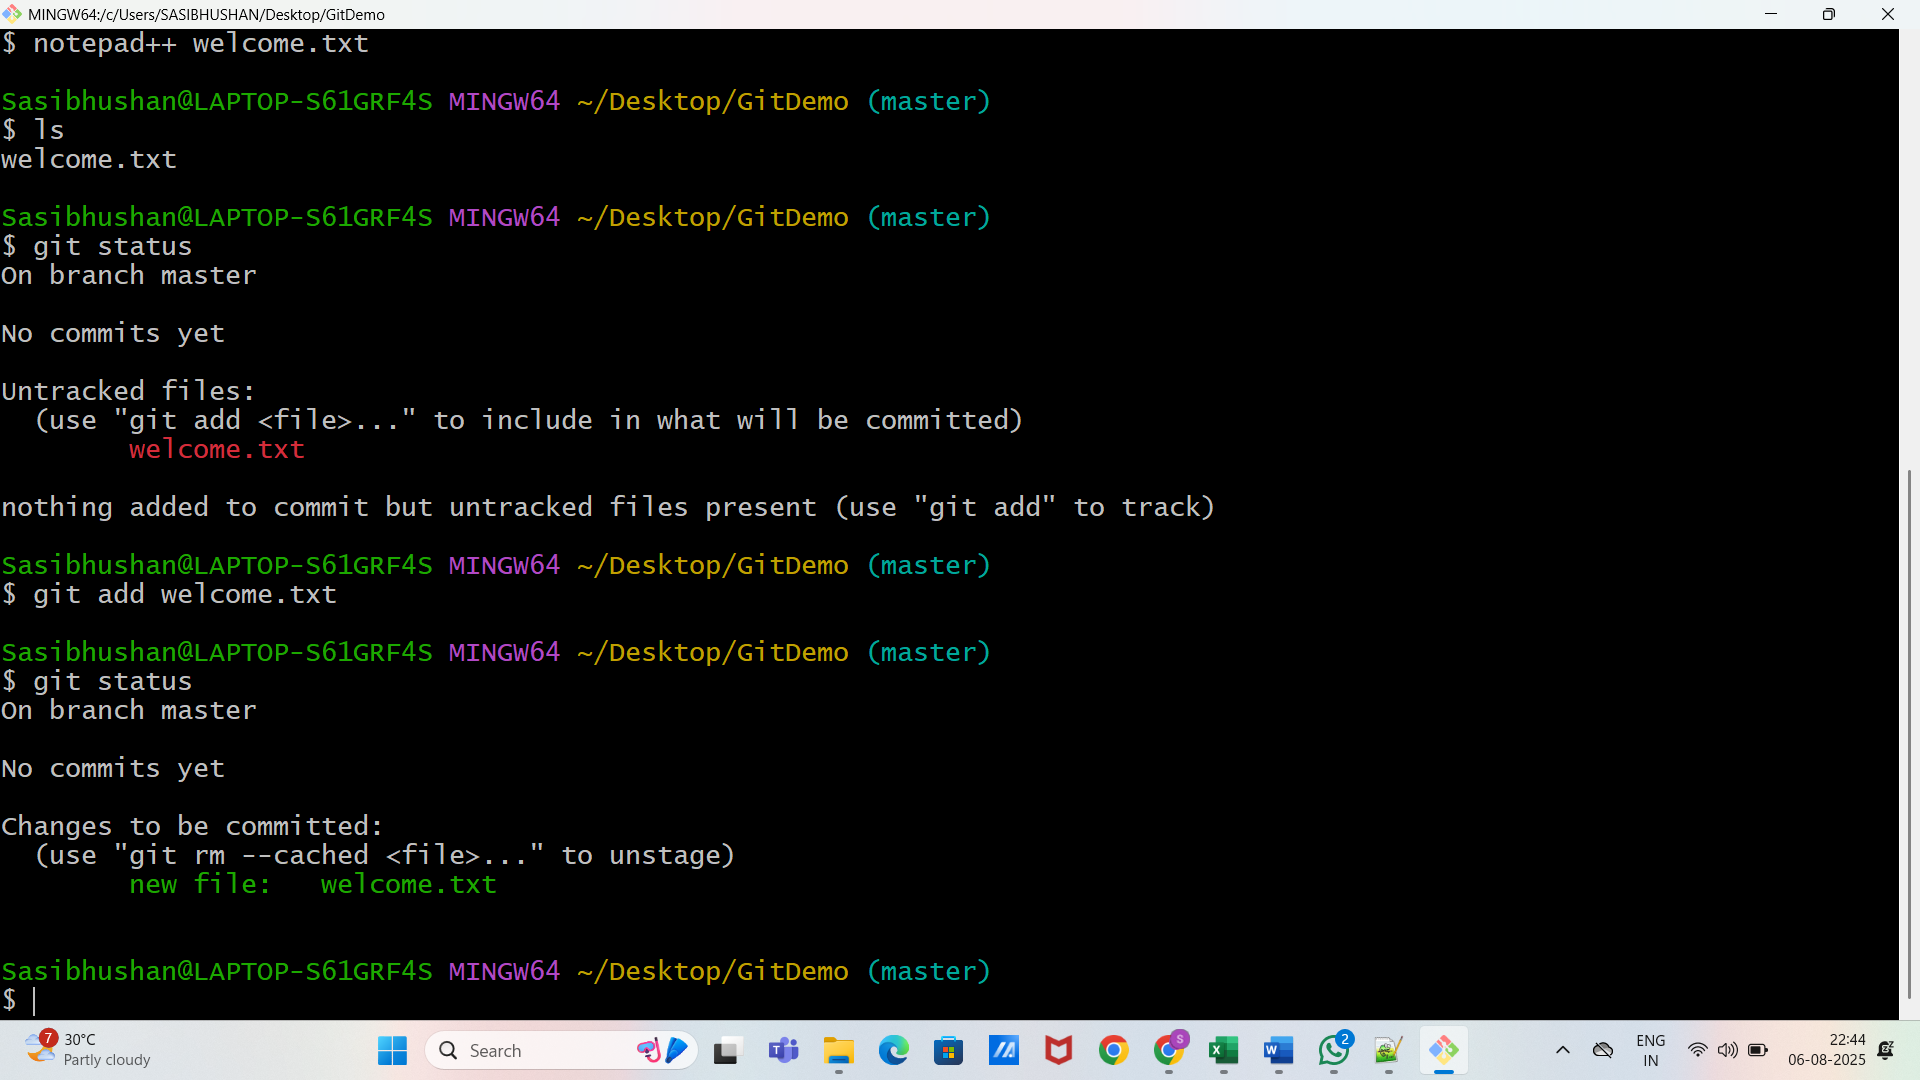 MINGW64:/c/Users/SASIBHUSHAN/Desktop/GitDemo
$ notepad++ welcome.txt
Sasibhushan@LAPTOP-S61GRF4S MINGW64 ~/Desktop/GitDemo (master)
$ ls
welcome.txt
Sasibhushan@LAPTOP-S61GRF4S MINGW64 ~/Desktop/GitDemo (master)
$ git status
On branch master
No commits yet
Untracked files:
  (use "git add <file>..." to include in what will be committed)
        welcome.txt
nothing added to commit but untracked files present (use "git add" to track)
Sasibhushan@LAPTOP-S61GRF4S MINGW64 ~/Desktop/GitDemo (master)
$ git add welcome.txt
Sasibhushan@LAPTOP-S61GRF4S MINGW64 ~/Desktop/GitDemo (master)
$ git status
On branch master
No commits yet
Changes to be committed:
  (use "git rm --cached <file>..." to unstage)
        new file:   welcome.txt
Sasibhushan@LAPTOP-S61GRF4S MINGW64 ~/Desktop/GitDemo (master)
$
7 30°C
Partly cloudy
Search
S
2
ENG
IN
22:44
06-08-2025